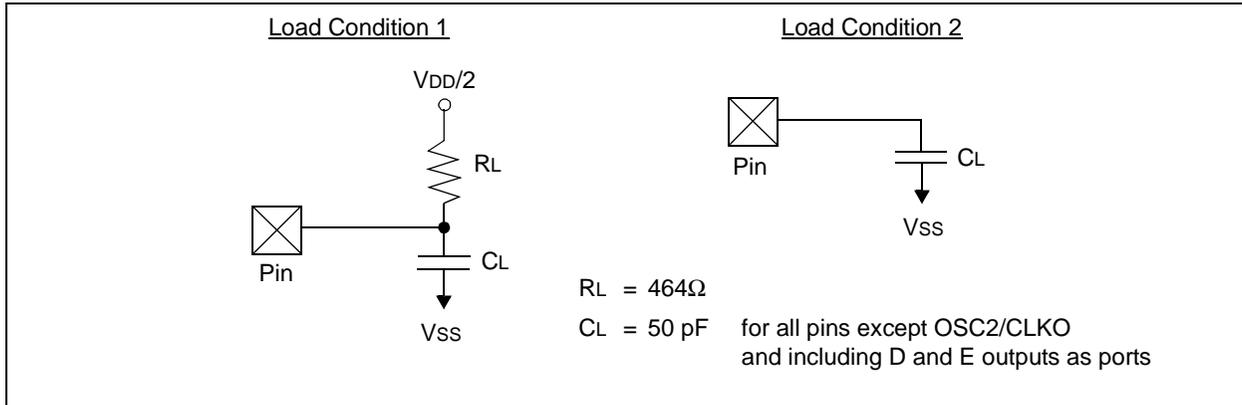 Load Condition 1
VDD/2
RL
Pin
CL
VSS
Load Condition 2
Pin
CL
VSS
RL = 464Ω
CL = 50 pF for all pins except OSC2/CLKO
and including D and E outputs as ports